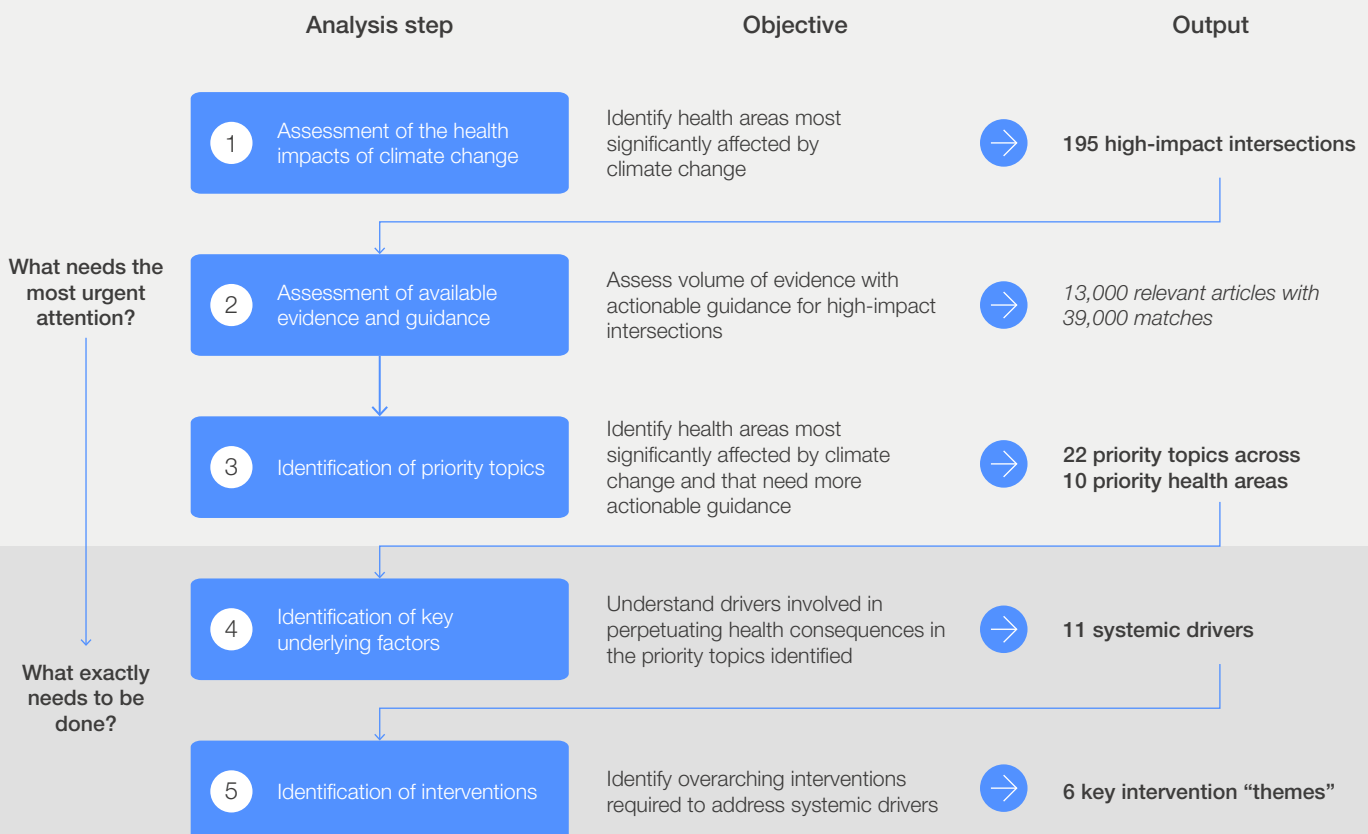 Analysis step
Objective
Output
What needs the
most urgent
attention?
1
Assessment of the health
impacts of climate change
Identify health areas most
significantly affected by
climate change
195 high-impact intersections
2
Assessment of available
evidence and guidance
Assess volume of evidence with
actionable guidance for high-impact
intersections
13,000 relevant articles with
39,000 matches
3
Identification of priority topics
Identify health areas most
significantly affected by climate
change and that need more
actionable guidance
22 priority topics across
10 priority health areas
What exactly
needs to be
done?
4
Identification of key
underlying factors
Understand drivers involved in
perpetuating health consequences in
the priority topics identified
11 systemic drivers
5
Identification of interventions
Identify overarching interventions
required to address systemic drivers
6 key intervention “themes”